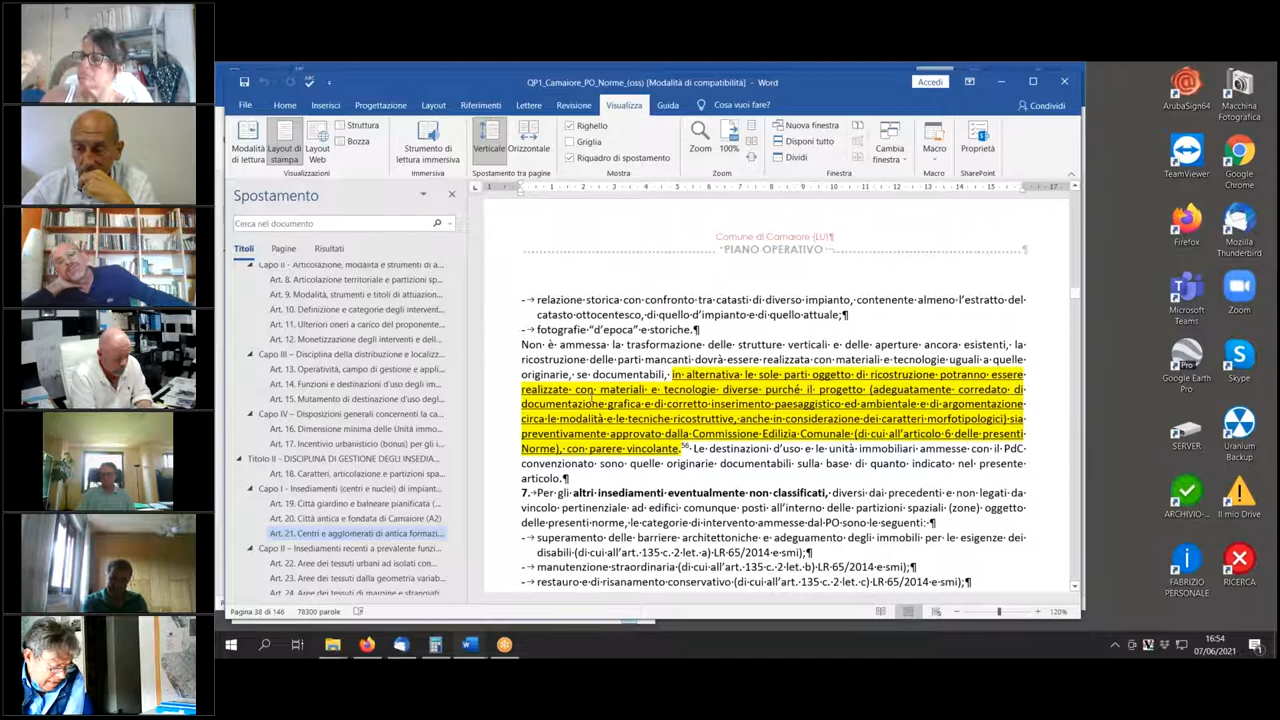 QP1_Camaiore_PO_Norme_(oss) [Modalità di compatibilità] - Word
Accedi
File Home Inserisci Progettazione Layout Riferimenti Lettere Revisione Visualizza Guida Cosa vuoi fare? Condividi
Modalità di lettura
Layout di stampa
Layout Web
Struttura
Bozza
Visualizzazioni
Strumento di lettura immersiva
Immersiva
Verticale
Orizzontale
Spostamento tra pagine
Righello
Griglia
Riquadro di spostamento
Mostra
Zoom
100%
Zoom
Nuova finestra
Disponi tutto
Dividi
Cambia finestra
Finestra
Macro
Macro
Proprietà
SharePoint
Spostamento
Cerca nel documento
Titoli Pagine Risultati
Capo II - Articolazione, modalità e strumenti di a...
Art. 8. Articolazione territoriale e partizioni sp...
Art. 9. Modalità, strumenti e titoli di attuazion...
Art. 10. Definizione e categorie degli intervent...
Art. 11. Ulteriori oneri a carico del proponente...
Art. 12. Monetizzazione degli interventi e dell...
Capo III – Disciplina della distribuzione e localizz...
Art. 13. Operatività, campo di gestione e appli...
Art. 14. Funzioni e destinazioni d'uso degli im...
Art. 15. Mutamento e destinazioni d'uso degl...
Capo IV – Disposizioni generali concernenti la ca...
Art. 16. Dimensione minima delle Unità immo...
Art. 17. Incentivo urbanistico (bonus) per gli i...
Titolo II – DISCIPLINA DI GESTIONE DEGLI INSEDIA...
Art. 18. Caratteri, articolazione e partizioni spa...
Capo I - Insediamenti (centri e nuclei) di impiant...
Art. 19. Città giardino e balneare pianificata (...
Art. 20. Città antica e fondata di Camaiore (A2)
Art. 21. Centri e agglomerati di antica formazi...
Capo II – Insediamenti recenti a prevalente funzi...
Art. 22. Aree dei tessuti urbani ad isolati con...
Art. 23. Aree dei tessuti dalla geometria variab...
Art. 24. Aree dei tessuti di margine e sfrangiati...
Comune di Camaiore (LU)¶
PIANO OPERATIVO
- → relazione storica con confronto tra catasti di diverso impianto, contenente almeno l'estratto del
catasto ottocentesco, di quello d'impianto e di quello attuale;¶
- → fotografie "d'epoca" e storiche.¶
Non è ammessa la trasformazione delle strutture verticali e delle aperture ancora esistenti, la
ricostruzione delle parti mancanti dovrà essere realizzata con materiali e tecnologie uguali a quelle
originarie, se documentabili, in alternativa le sole parti oggetto di ricostruzione potranno essere
realizzate con materiali e tecnologie diverse purché il progetto (adeguatamente corredato di
documentazione grafica e di corretto inserimento paesaggistico ed ambientale e di argomentazione
circa le modalità e le tecniche ricostruttive, anche in considerazione dei caratteri morfotipologici) sia
preventivamente approvato dalla Commissione Edilizia Comunale (di cui all'articolo 6 delle presenti
Norme), con parere vincolante.56 Le destinazioni d'uso e le unità immobiliari ammesse con il PdC
convenzionato sono quelle originarie documentabili sulla base di quanto indicato nel presente
articolo.¶
7.→Per gli altri insediamenti eventualmente non classificati, diversi dai precedenti e non legati da
vincolo pertinenziale ad edifici comunque posti all'interno delle partizioni spaziali (zone) oggetto
delle presenti norme, le categorie di intervento ammesse dal PO sono le seguenti: ¶
- superamento delle barriere architettoniche e adeguamento degli immobili per le esigenze dei
disabili (di cui all'art. 135 c. 2 let. a) LR 65/2014 e smi);¶
- → manutenzione straordinaria (di cui all'art. 135 c. 2 let. b) LR 65/2014 e smi);¶
- → restauro e di risanamento conservativo (di cui all'art. 135 c. 2 let. c) LR 65/2014 e smi);¶
Pagina 38 di 146 78300 parole 120%
ArubaSign64
Macchina Fotografica
TeamViewer
Google Chrome
Firefox
Mozilla Thunderbird
Microsoft Teams
Zoom
Google Earth Pro
Skype
SERVER
Uranium Backup
ARCHIVIO-...
Il mio Drive
FABRIZIO PERSONALE
RICERCA
16:54
07/06/2021